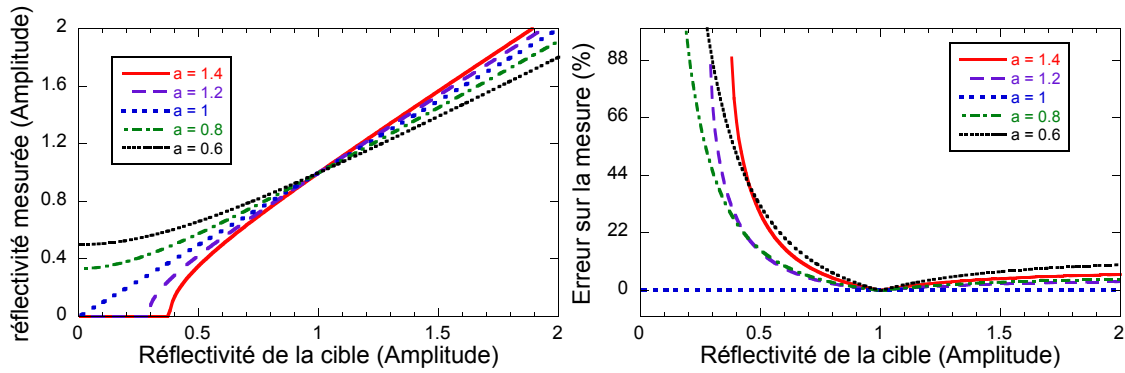 réflectivité mesurée (Amplitude)
2
1.6
1.2
0.8
0.4
0
a = 1.4
a = 1.2
a = 1
a = 0.8
a = 0.6
0 0.5 1 1.5 2
Réflectivité de la cible (Amplitude)
Erreur sur la mesure (%)
88
66
44
22
0
a = 1.4
a = 1.2
a = 1
a = 0.8
a = 0.6
0 0.5 1 1.5 2
Réflectivité de la cible (Amplitude)